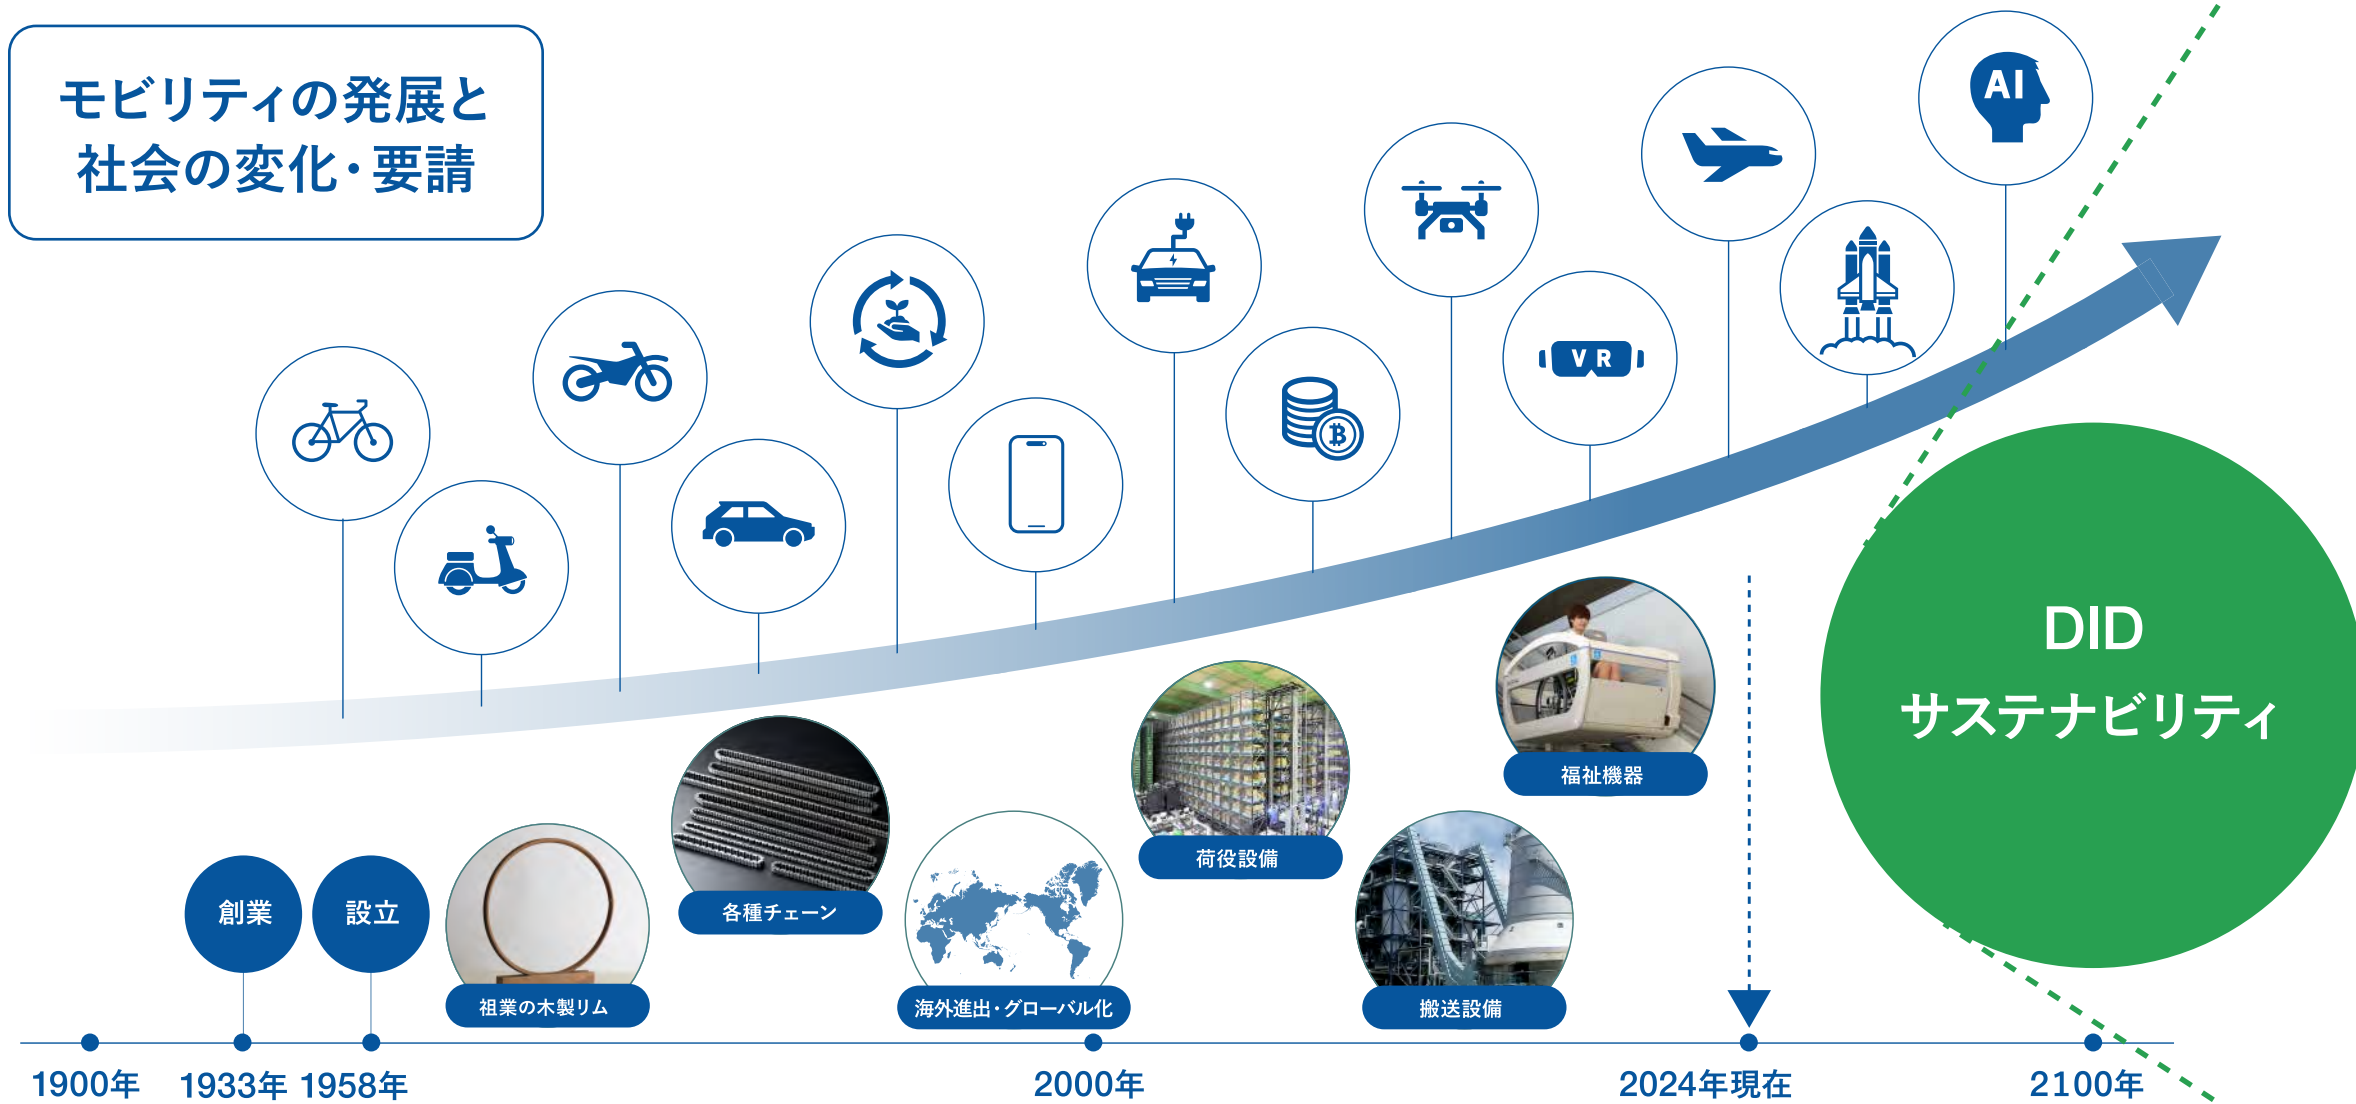 モビリティの発展と
社会の変化・要請
AI
VR
DID
サステナビリティ
福祉機器
荷役設備
各種チェーン
創業
設立
祖業の木製リム
海外進出・グローバル化
搬送設備
1900年
1933年
1958年
2000年
2024年現在
2100年